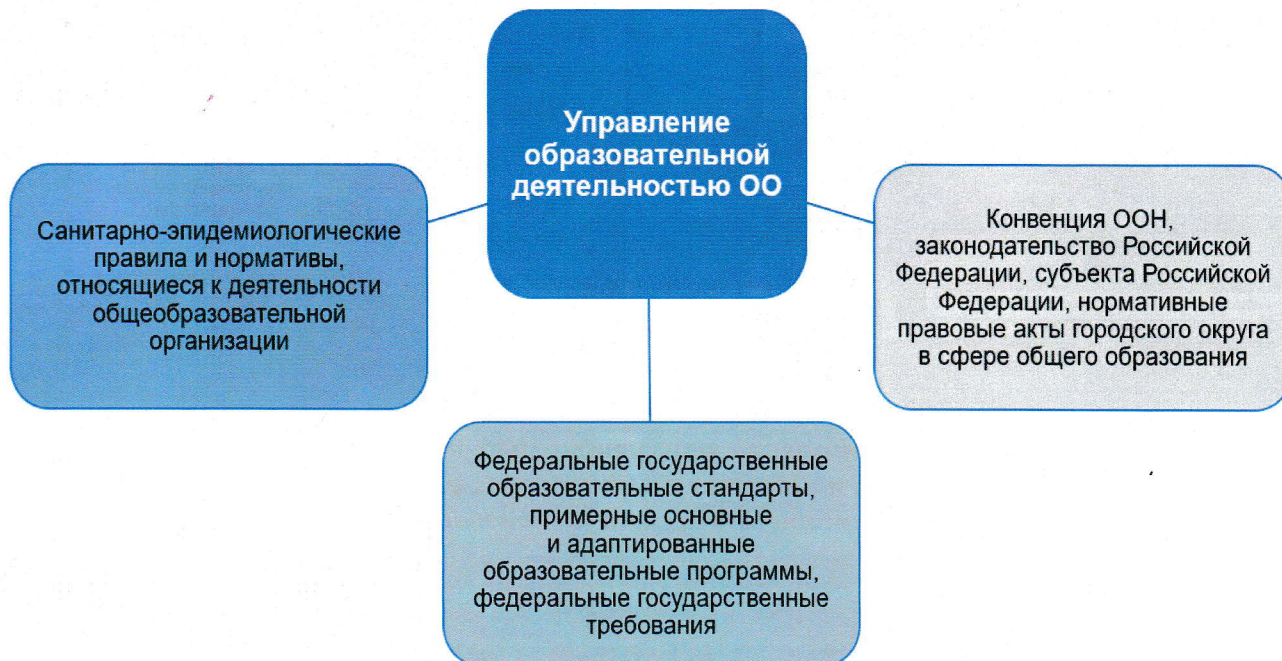 Управление
образовательной
деятельностью ОО
Санитарно-эпидемиологические
правила и нормативы,
относящиеся к деятельности
общеобразовательной
организации
Конвенция ООН,
законодательство Российской
Федерации, субъекта Российской
Федерации, нормативные
правовые акты городского округа
в сфере общего образования
Федеральные государственные
образовательные стандарты,
примерные основные
и адаптированные
образовательные программы,
федеральные государственные
требования